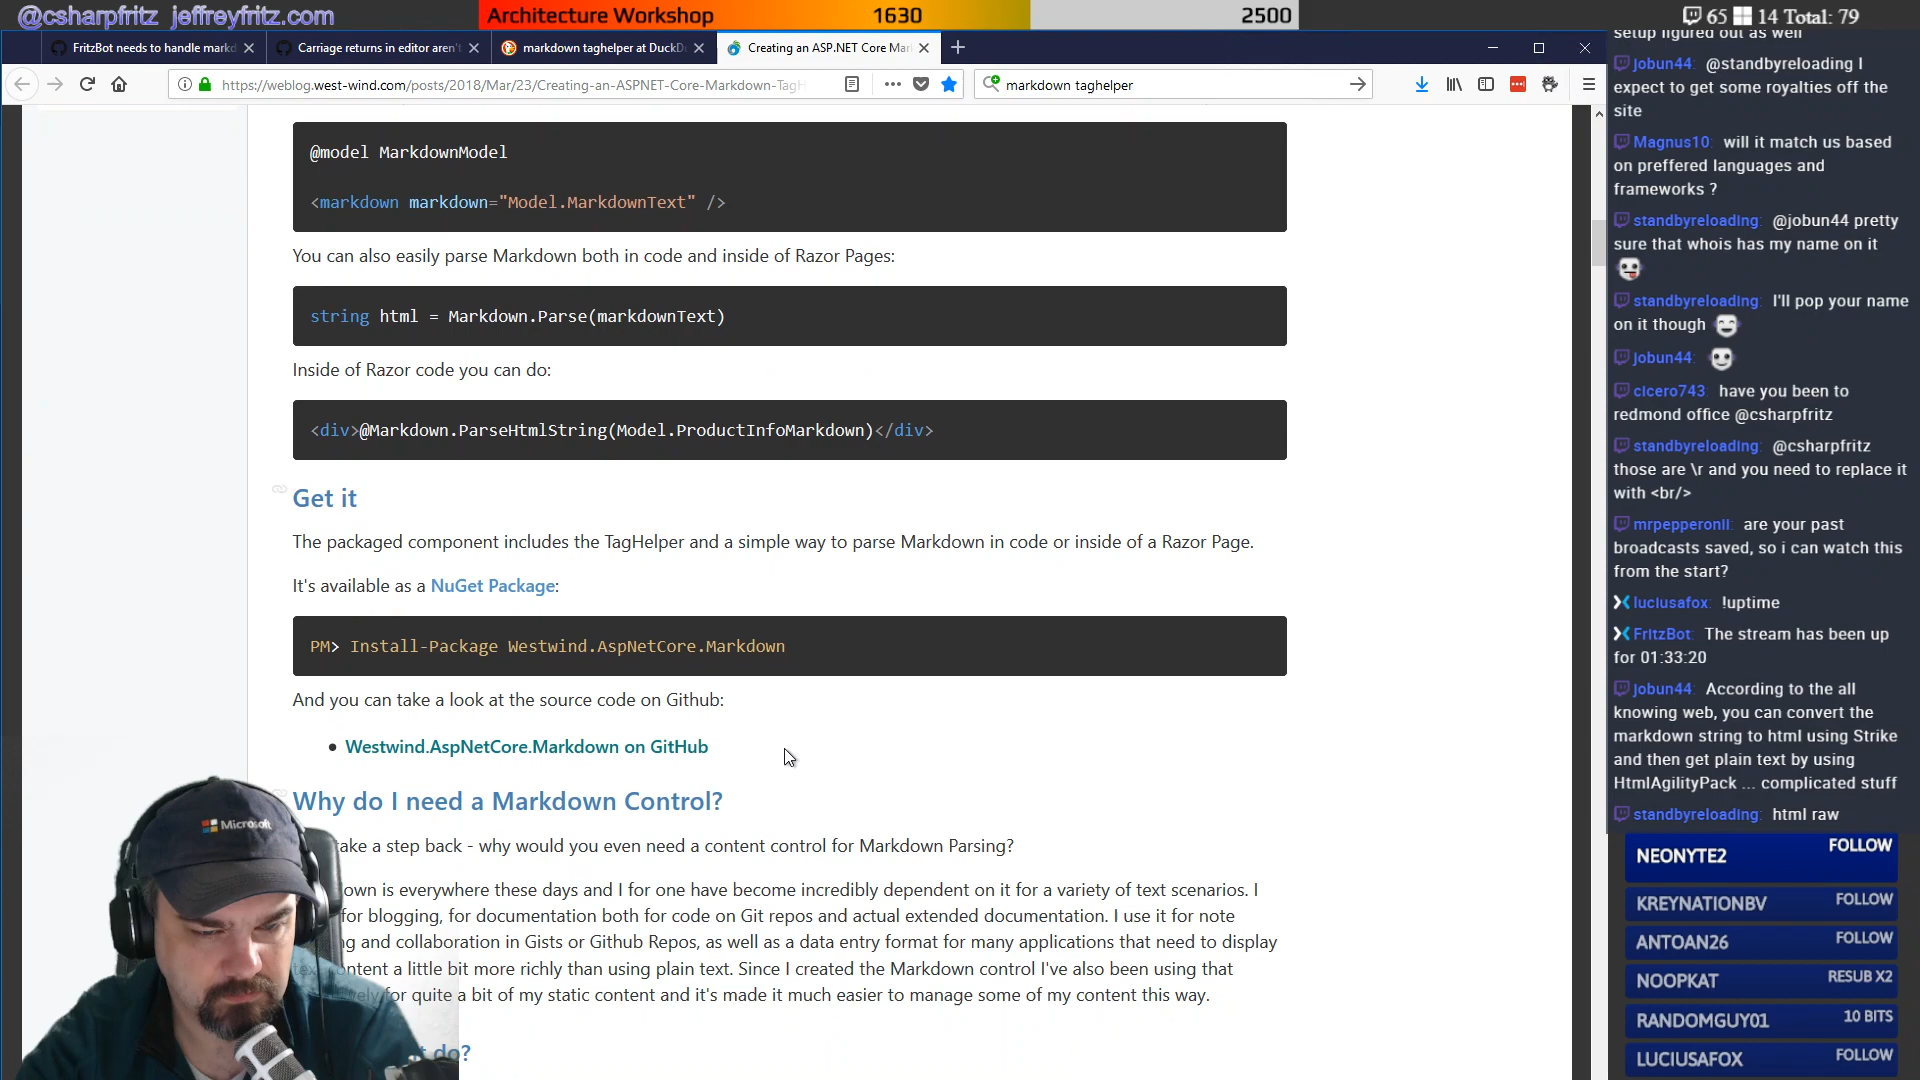 @csharpfritz jeffreyfritz.com
Architecture Workshop 1630 2500
65 14 Total: 79
FritzBot needs to handle markd
Carriage returns in editor aren't
markdown taghelper at DuckDu
Creating an ASP.NET Core Mar
https://weblog.west-wind.com/posts/2018/Mar/23/Creating-an-ASPNET-Core-Markdown-TagH
markdown taghelper
@model MarkdownModel
<markdown markdown="Model.MarkdownText" />
You can also easily parse Markdown both in code and inside of Razor Pages:
string html = Markdown.Parse(markdownText)
Inside of Razor code you can do:
<div>@Markdown.ParseHtmlString(Model.ProductInfoMarkdown)</div>
Get it
The packaged component includes the TagHelper and a simple way to parse Markdown in code or inside of a Razor Page.
It's available as a NuGet Package:
PM> Install-Package Westwind.AspNetCore.Markdown
And you can take a look at the source code on Github:
• Westwind.AspNetCore.Markdown on GitHub
Why do I need a Markdown Control?
take a step back - why would you even need a content control for Markdown Parsing?
own is everywhere these days and I for one have become incredibly dependent on it for a variety of text scenarios. I
for blogging, for documentation both for code on Git repos and actual extended documentation. I use it for note
ng and collaboration in Gists or Github Repos, as well as a data entry format for many applications that need to display
content a little bit more richly than using plain text. Since I created the Markdown control I've also been using that
for quite a bit of my static content and it's made it much easier to manage some of my content this way.
do?
Microsoft
setup figured out as well
jobun44: @standbyreloading I
expect to get some royalties off the
site
Magnus10: will it match us based
on preffered languages and
frameworks ?
standbyreloading: @jobun44 pretty
sure that whois has my name on it
standbyreloading: I'll pop your name
on it though
jobun44:
cicero743: have you been to
redmond office @csharpfritz
standbyreloading: @csharpfritz
those are \r and you need to replace it
with <br/>
mrpepperonii: are your past
broadcasts saved, so i can watch this
from the start?
luciusafox: !uptime
FritzBot: The stream has been up
for 01:33:20
jobun44: According to the all
knowing web, you can convert the
markdown string to html using Strike
and then get plain text by using
HtmlAgilityPack ... complicated stuff
standbyreloading: html raw
NEONYTE2 FOLLOW
KREYNATIONBV FOLLOW
ANTOAN26 FOLLOW
NOOPKAT RESUB X2
RANDOMGUY01 10 BITS
LUCIUSAFOX FOLLOW